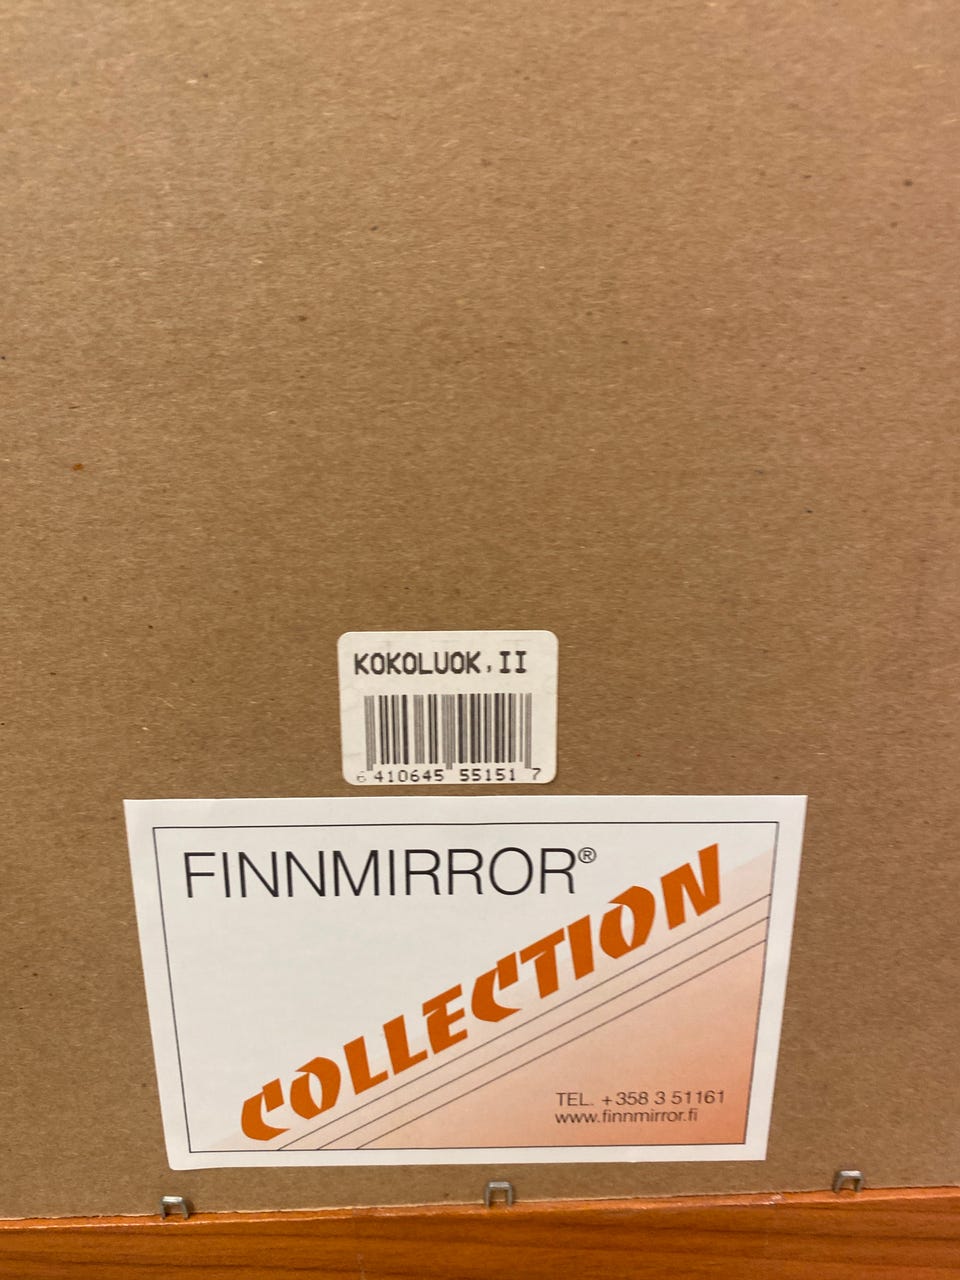 KOKOLUOK.II
6 410645 55151 7
FINNMIRROR®
COLLECTION
TEL. +358 3 51161
www.finnmirror.fi